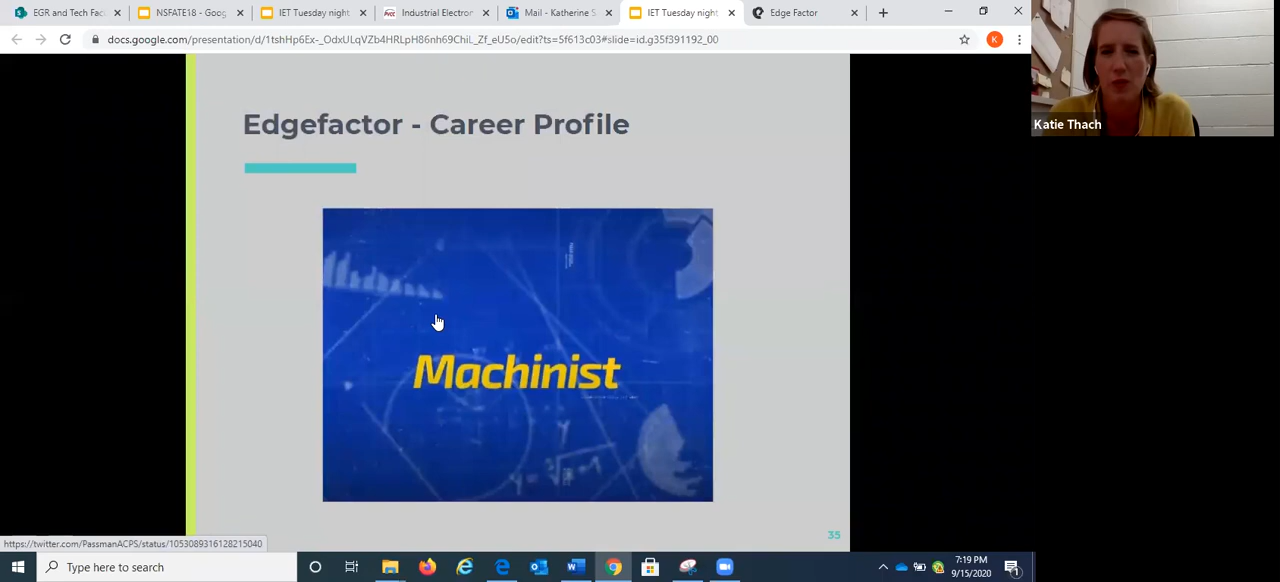 EGR and Tech Fac
NSFATE18 - Goog
IET Tuesday night
Industrial Electron
Mail - Katherine S
IET Tuesday night
Edge Factor
docs.google.com/presentation/d/1tshHp6Ex-_OdxULqVZb4HRLpH86nh69ChiL_Zf_eU5o/edit?ts=5f613c03#slide=id.g35f391192_00
K
Katie Thach
Edgefactor - Career Profile
Machinist
35
https://twitter.com/PassmanACPS/status/1053089316128215040
Type here to search
7:19 PM
9/15/2020